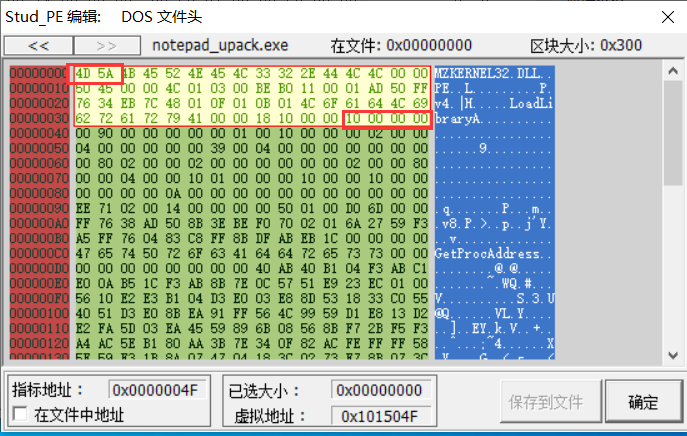 Stud_PE 编辑: DOS 文件头
<< >> notepad_upack.exe 在文件: 0x00000000 区块大小: 0x300
00000000 4D 5A 4B 45 52 4E 45 4C 33 32 2E 44 4C 4C 00 00 MZKERNEL32.DLL..
00000010 50 45 00 00 4C 01 03 00 BE B0 11 00 01 AD 50 FF PE..L.........P.
00000020 76 34 EB 7C 48 01 0F 01 0B 01 4C 6F 61 64 4C 69 v4.|H.....LoadLi
00000030 62 72 61 72 79 41 00 00 18 10 00 00 10 00 00 00 braryA..........
00000040 00 90 00 00 00 00 01 00 10 00 00 00 02 00 00
00000050 04 00 00 00 00 00 39 00 04 00 00 00 00 00 00 00 ......9.........
00000060 00 80 02 00 00 02 00 00 00 00 00 00 02 00 00 80
00000070 00 00 04 00 00 10 01 00 00 00 10 00 00 10 00 00
00000080 00 00 00 00 0A 00 00 00 00 00 00 00 00 00 00 00
00000090 EE 71 02 00 14 00 00 00 00 50 01 00 D0 6D 00 00 .q.......P...m..
000000A0 FF 76 38 AD 50 8B 3E BE F0 70 02 01 6A 27 59 F3 .v8.P.>..p..j'Y.
000000B0 A5 FF 76 04 83 C8 FF 8B DF AB EB 1C 00 00 00 00 ..v.............
000000C0 47 65 74 50 72 6F 63 41 64 64 72 65 73 73 00 00 GetProcAddress..
000000D0 00 00 00 00 00 00 00 00 40 AB 40 B1 04 F3 AB C1 ........@.@.....
000000E0 E0 0A B5 1C F3 AB 8B 7E 0C 57 51 E9 23 EC 01 00 .......~.WQ.#...
000000F0 56 10 E2 E3 B1 04 D3 E0 03 E8 8D 53 18 33 C0 55 V..........S.3.U
00000100 40 51 D3 E0 8B EA 91 FF 56 4C 99 59 D1 E8 13 D2 @Q......VL.Y....
00000110 E2 FA 5D 03 EA 45 59 89 6B 08 56 8B F7 2B F5 F3 ..]..EY.k.V..+..
00000120 A4 AC 5E B1 80 AA 3B 7E 34 0F 82 AC FE FF FF 58 ..^...;~4......X
指标地址: 0x0000004F 已选大小: 0x00000000 保存到文件 确定
在文件中地址 虚拟地址: 0x101504F